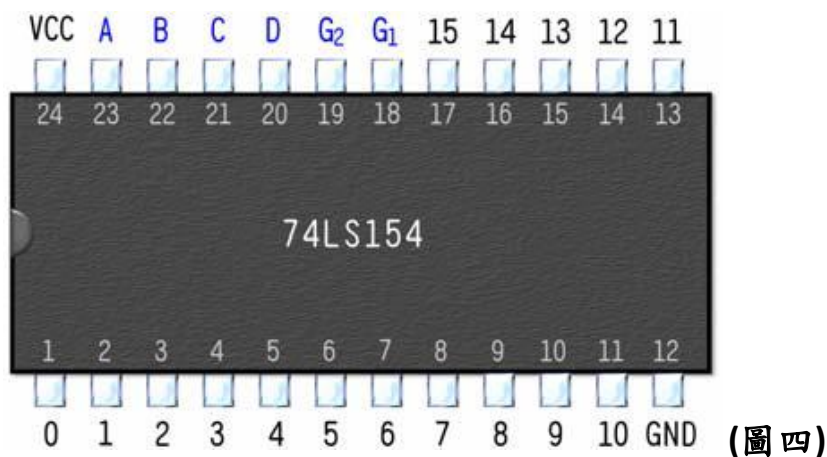 VCC A B C D G2 G1 15 14 13 12 11
24 23 22 21 20 19 18 17 16 15 14 13
74LS154
1 2 3 4 5 6 7 8 9 10 11 12
0 1 2 3 4 5 6 7 8 9 10 GND
(圖四)